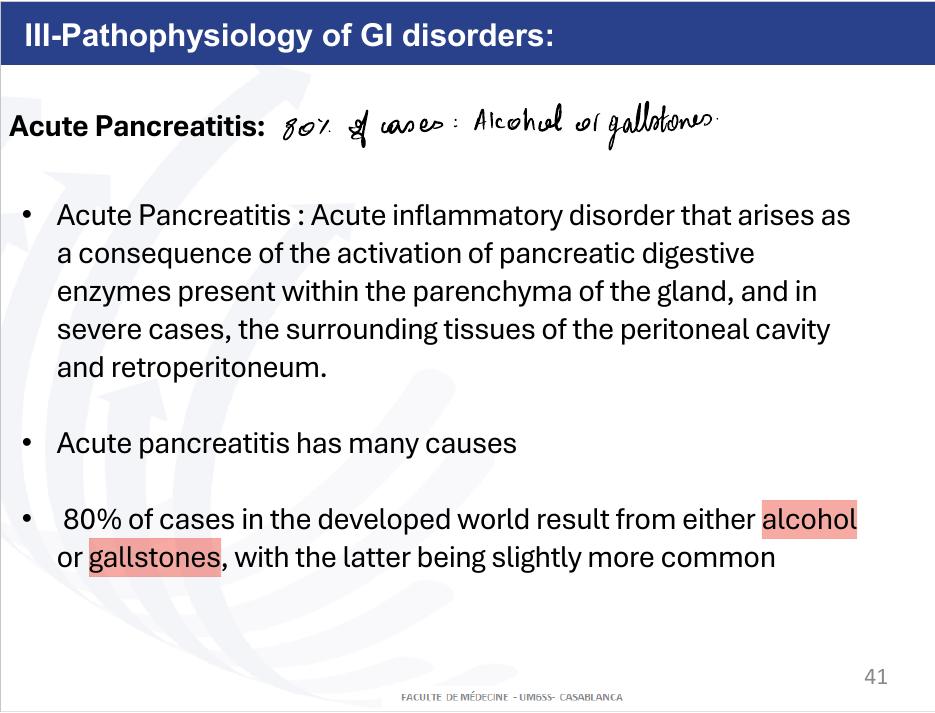 III-Pathophysiology of GI disorders:
Acute Pancreatitis: 80% of cases: Alcohol or gallstones.
• Acute Pancreatitis : Acute inflammatory disorder that arises as
a consequence of the activation of pancreatic digestive
enzymes present within the parenchyma of the gland, and in
severe cases, the surrounding tissues of the peritoneal cavity
and retroperitoneum.
• Acute pancreatitis has many causes
• 80% of cases in the developed world result from either alcohol
or gallstones, with the latter being slightly more common
41
FACULTE DE MÉDECINE - UM6SS- CASABLANCA